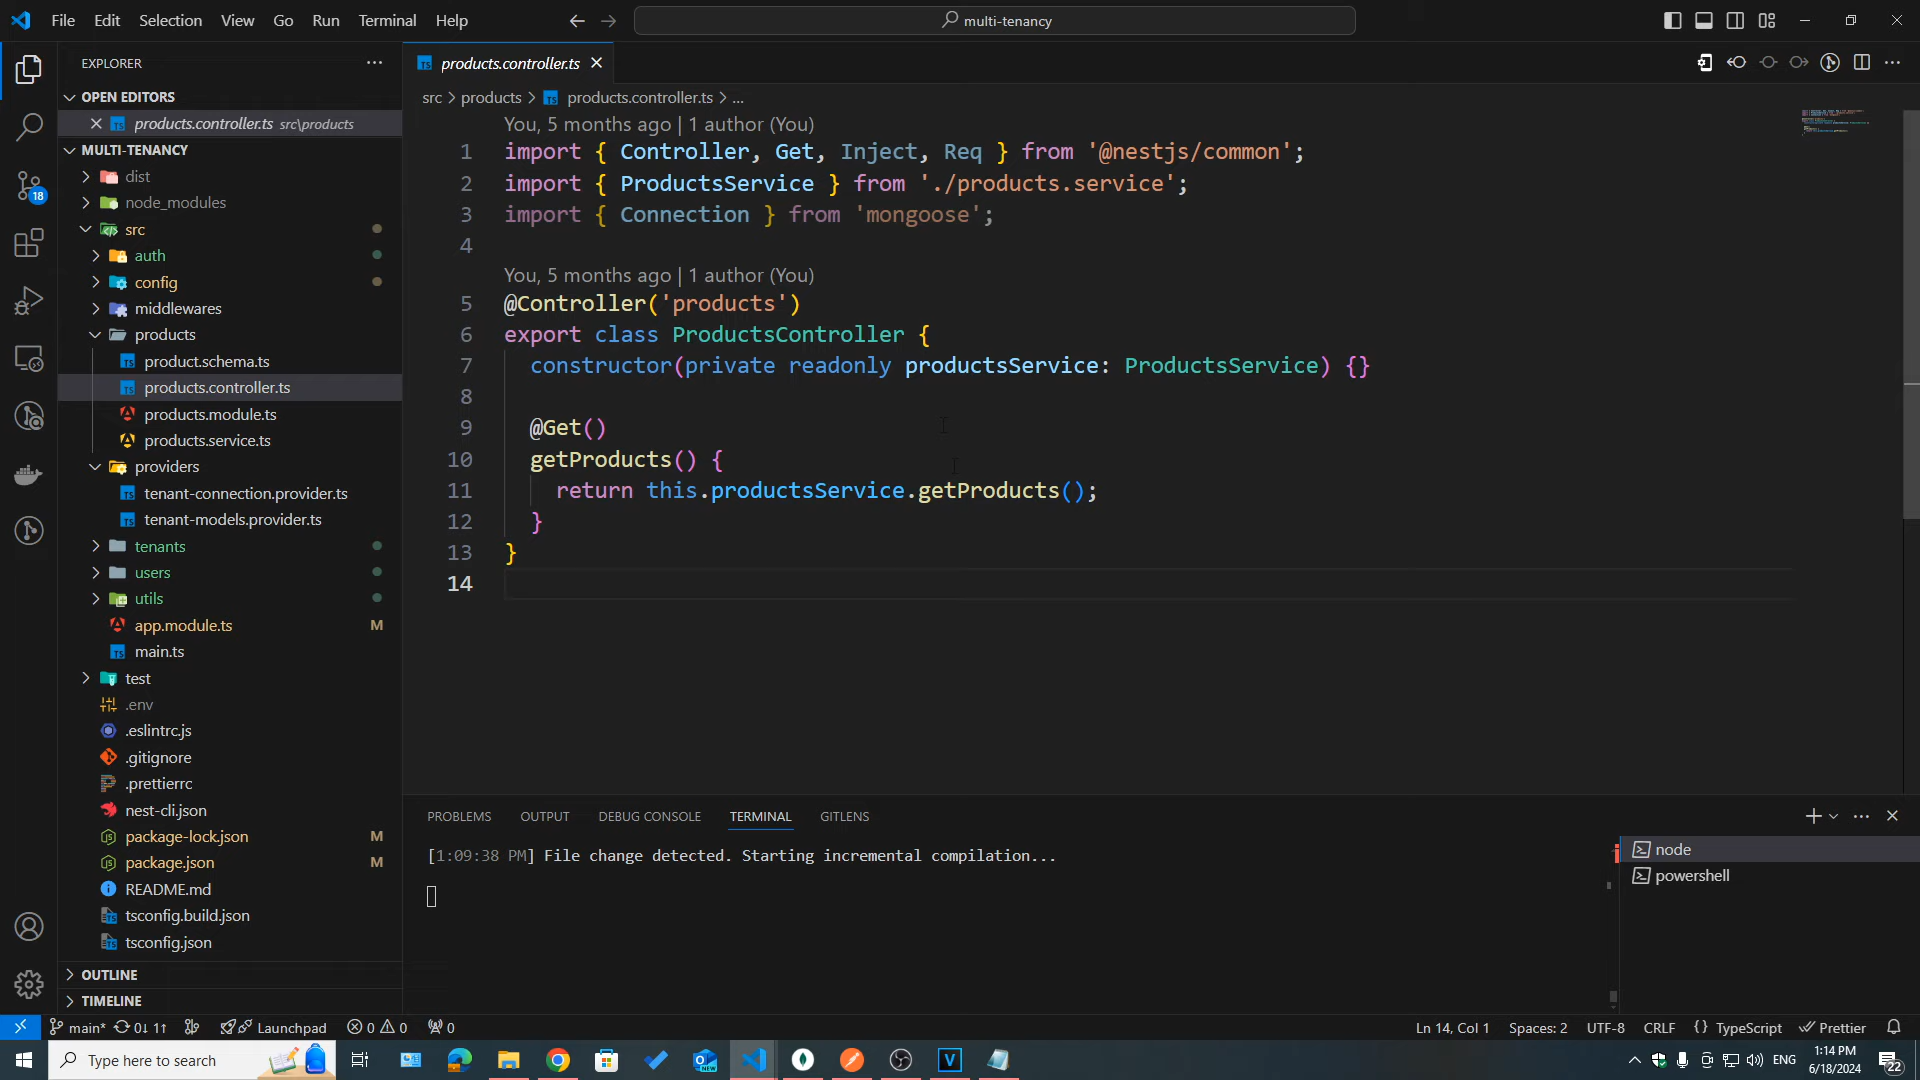 File Edit Selection View Go Run Terminal Help
multi-tenancy
EXPLORER
OPEN EDITORS
products.controller.ts src\products
MULTI-TENANCY
dist
node_modules
src
auth
config
middlewares
products
product.schema.ts
products.controller.ts
products.module.ts
products.service.ts
providers
tenant-connection.provider.ts
tenant-models.provider.ts
tenants
users
utils
app.module.ts M
main.ts
test
.env
.eslintrc.js
.gitignore
.prettierrc
nest-cli.json
package-lock.json M
package.json M
README.md
tsconfig.build.json
tsconfig.json
OUTLINE
TIMELINE
18
products.controller.ts
src > products > products.controller.ts > ...
You, 5 months ago | 1 author (You)
1 import { Controller, Get, Inject, Req } from '@nestjs/common';
2 import { ProductsService } from './products.service';
3 import { Connection } from 'mongoose';
4
You, 5 months ago | 1 author (You)
5 @Controller('products')
6 export class ProductsController {
7 constructor(private readonly productsService: ProductsService) {}
8
9 @Get()
10 getProducts() {
11 return this.productsService.getProducts();
12 }
13 }
14
PROBLEMS OUTPUT DEBUG CONSOLE TERMINAL GITLENS
[1:09:38 PM] File change detected. Starting incremental compilation...
node
powershell
main* 0↓ 1↑ Launchpad 0 0 0
Ln 14, Col 1 Spaces: 2 UTF-8 CRLF {} TypeScript Prettier
Type here to search
NEW
V
ENG
1:14 PM
6/18/2024
22